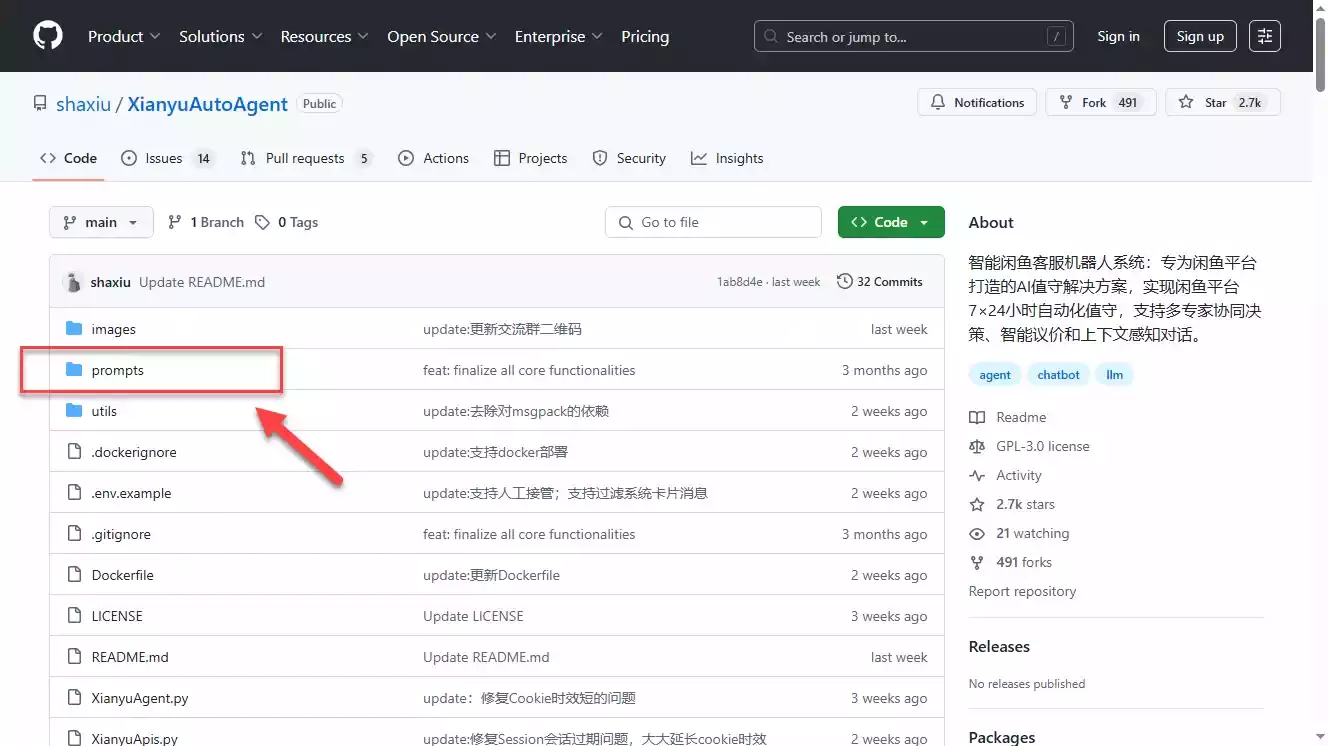 Product Solutions Resources Open Source Enterprise Pricing Search or jump to... / Sign in Sign up
shaxiu / XianyuAutoAgent Public Notifications Fork 491 Star 2.7k
Code Issues 14 Pull requests 5 Actions Projects Security Insights
main 1 Branch 0 Tags Go to file Code
shaxiu Update README.md 1ab8d4e · last week 32 Commits
images update:更新交流群二维码 last week
prompts feat: finalize all core functionalities 3 months ago
utils update:去除对msgpack的依赖 2 weeks ago
.dockerignore update:支持docker部署 2 weeks ago
.env.example update:支持人工接管；支持过滤系统卡片消息 2 weeks ago
.gitignore feat: finalize all core functionalities 3 months ago
Dockerfile update:更新Dockerfile 2 weeks ago
LICENSE Update LICENSE 3 weeks ago
README.md Update README.md last week
XianyuAgent.py update：修复Cookie时效短的问题 3 weeks ago
XianyuApis.py update:修复Session会话过期问题，大大延长cookie时效 2 weeks ago
About
智能闲鱼客服机器人系统：专为闲鱼平台
打造的AI值守解决方案，实现闲鱼平台
7×24小时自动化值守，支持多专家协同决
策、智能议价和上下文感知对话。
agent chatbot llm
Readme
GPL-3.0 license
Activity
2.7k stars
21 watching
491 forks
Report repository
Releases
No releases published
Packages